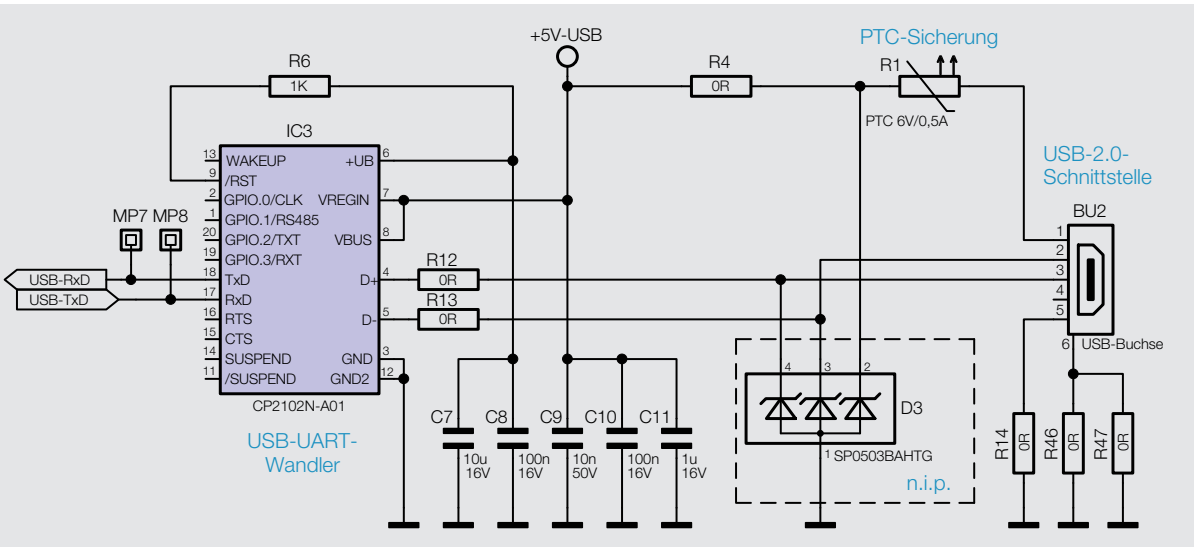 +5V-USB
PTC-Sicherung
R6
1K
R4
0R
R1
PTC 6V/0,5A
IC3
13 WAKEUP +UB 6
9 /RST
2 GPIO.0/CLK VREGIN 7
1 GPIO.1/RS485
20 GPIO.2/TXT VBUS 8
19 GPIO.3/RXT
18 TxD D+ 4
17 RxD
16 RTS D- 5
15 CTS
14 SUSPEND GND 3
11 /SUSPEND GND2 12
CP2102N-A01
USB-UART-
Wandler
MP7 MP8
USB-RxD
USB-TxD
R12
0R
R13
0R
USB-2.0-
Schnittstelle
BU2
1
2
3
4
5
6 USB-Buchse
C7
10u
16V
C8
100n
16V
C9
10n
50V
C10
100n
16V
C11
1u
16V
4 3 2
D3
1 SP0503BAHTG
n.i.p.
R14
0R
R46
0R
R47
0R